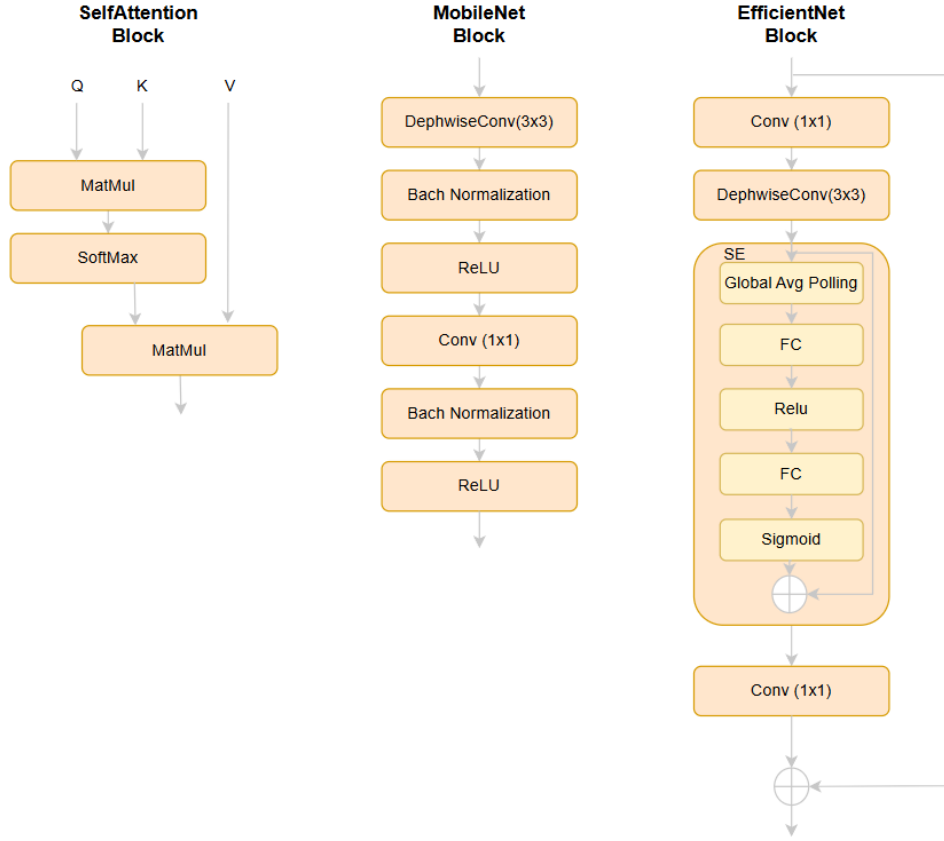 SelfAttention
Block
Q
K
V
MatMul
SoftMax
MatMul
MobileNet
Block
DephwiseConv(3x3)
Bach Normalization
ReLU
Conv (1x1)
Bach Normalization
ReLU
EfficientNet
Block
Conv (1x1)
DephwiseConv(3x3)
SE
Global Avg Polling
FC
Relu
FC
Sigmoid
Conv (1x1)